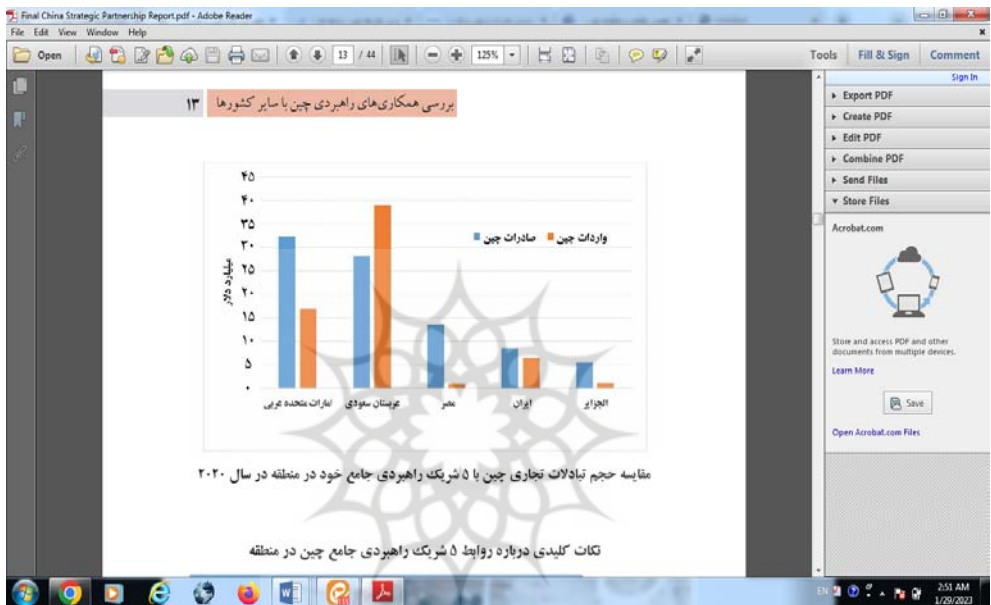 Final China Strategic Partnership Report.pdf - Adobe Reader
File Edit View Window Help
Open 13 / 44 125% Tools Fill & Sign Comment
Sign In
Export PDF
Create PDF
Edit PDF
Combine PDF
Send Files
Store Files
Acrobat.com
Store and access PDF and other
documents from multiple devices.
Learn More
Save
Open Acrobat.com Files
بررسی همکاری‌های راهبردی چین با سایر کشورها ۱۳
۴۵
۴۰
۳۵
۳۰
۲۵
۲۰
۱۵
۱۰
۵
۰
میلیارد دلار
واردات چین صادرات چین
الجزایر ایران مصر عربستان سعودی امارات متحده عربی
مقایسه حجم تبادلات تجاری چین با ۵ شریک راهبردی جامع خود در منطقه در سال ۲۰۲۰
نکات کلیدی درباره روابط ۵ شریک راهبردی جامع چین در منطقه
EN 2:51 AM
1/29/2023